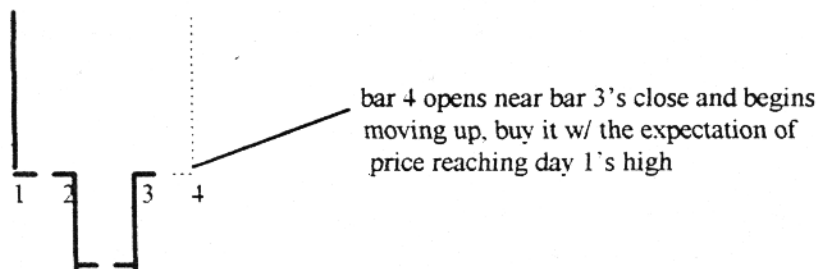 bar 4 opens near bar 3's close and begins
moving up, buy it w/ the expectation of
price reaching day 1's high
1 2 3 4